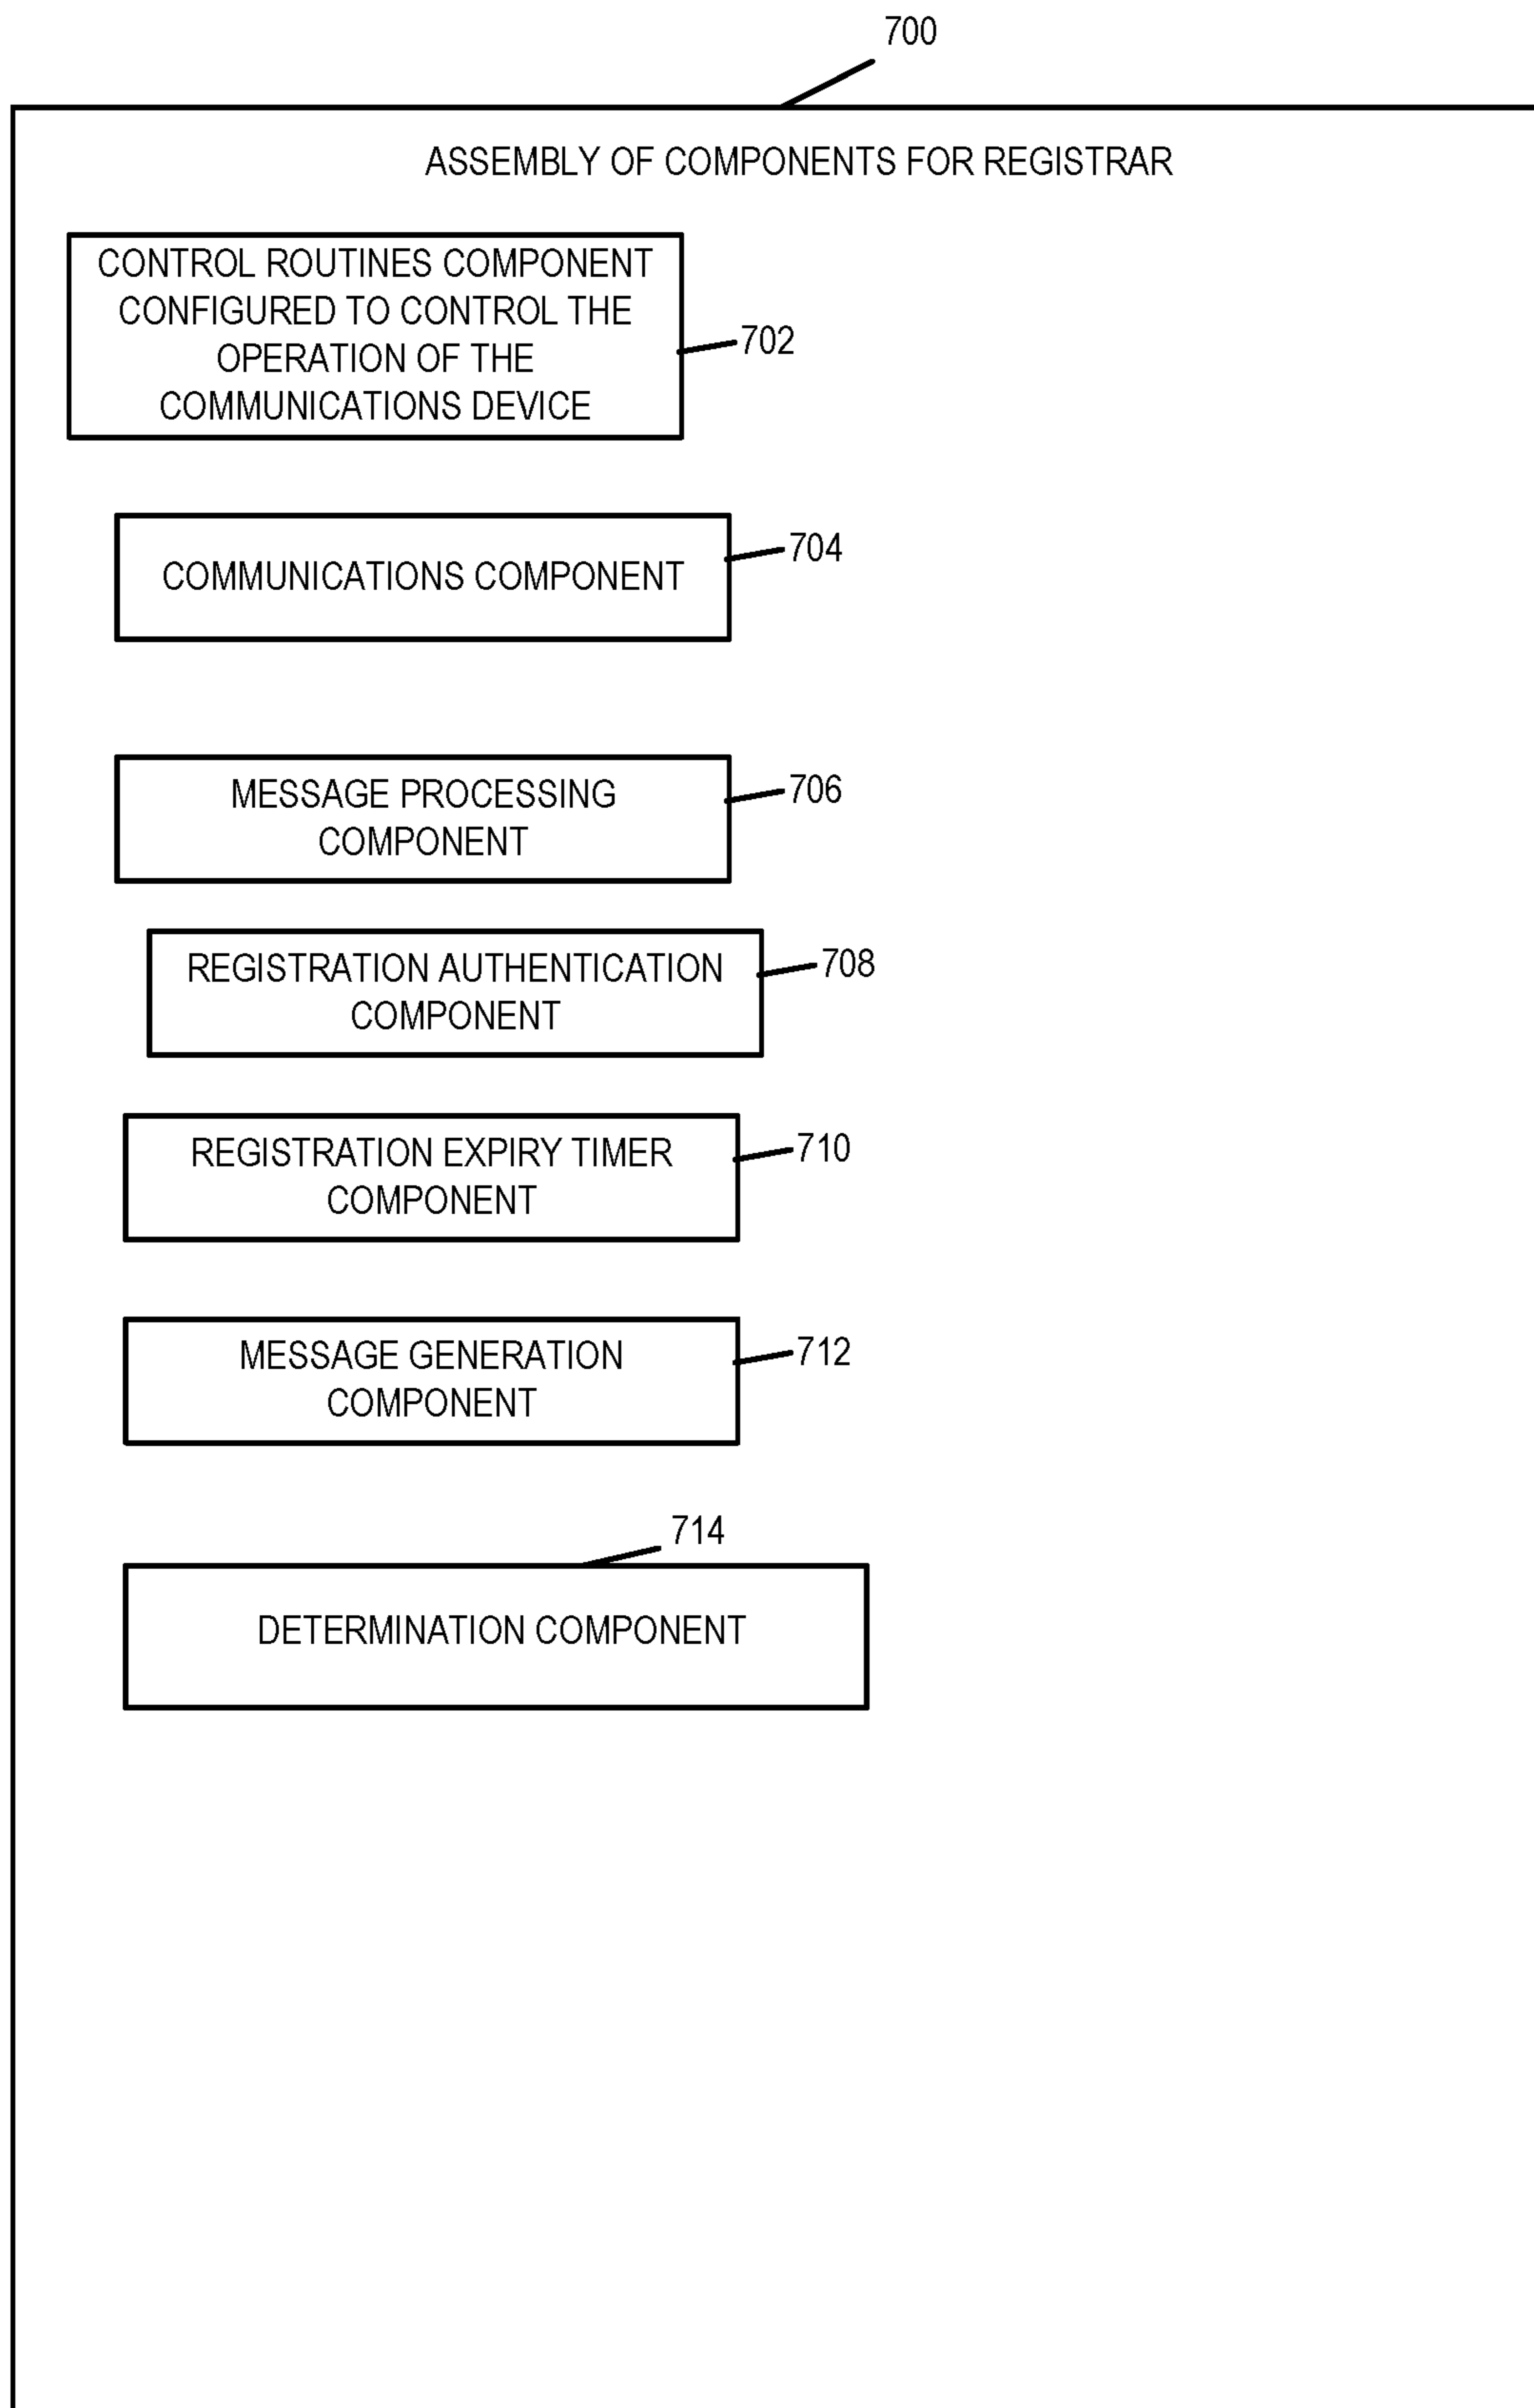 700
ASSEMBLY OF COMPONENTS FOR REGISTRAR
CONTROL ROUTINES COMPONENT
CONFIGURED TO CONTROL THE
OPERATION OF THE
COMMUNICATIONS DEVICE
702
COMMUNICATIONS COMPONENT
704
MESSAGE PROCESSING
COMPONENT
706
REGISTRATION AUTHENTICATION
COMPONENT
708
REGISTRATION EXPIRY TIMER
COMPONENT
710
MESSAGE GENERATION
COMPONENT
712
714
DETERMINATION COMPONENT